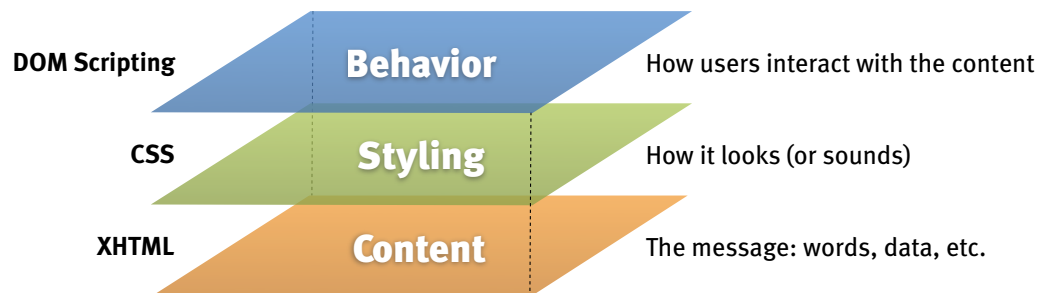 DOM Scripting Behavior How users interact with the content
CSS Styling How it looks (or sounds)
XHTML Content The message: words, data, etc.